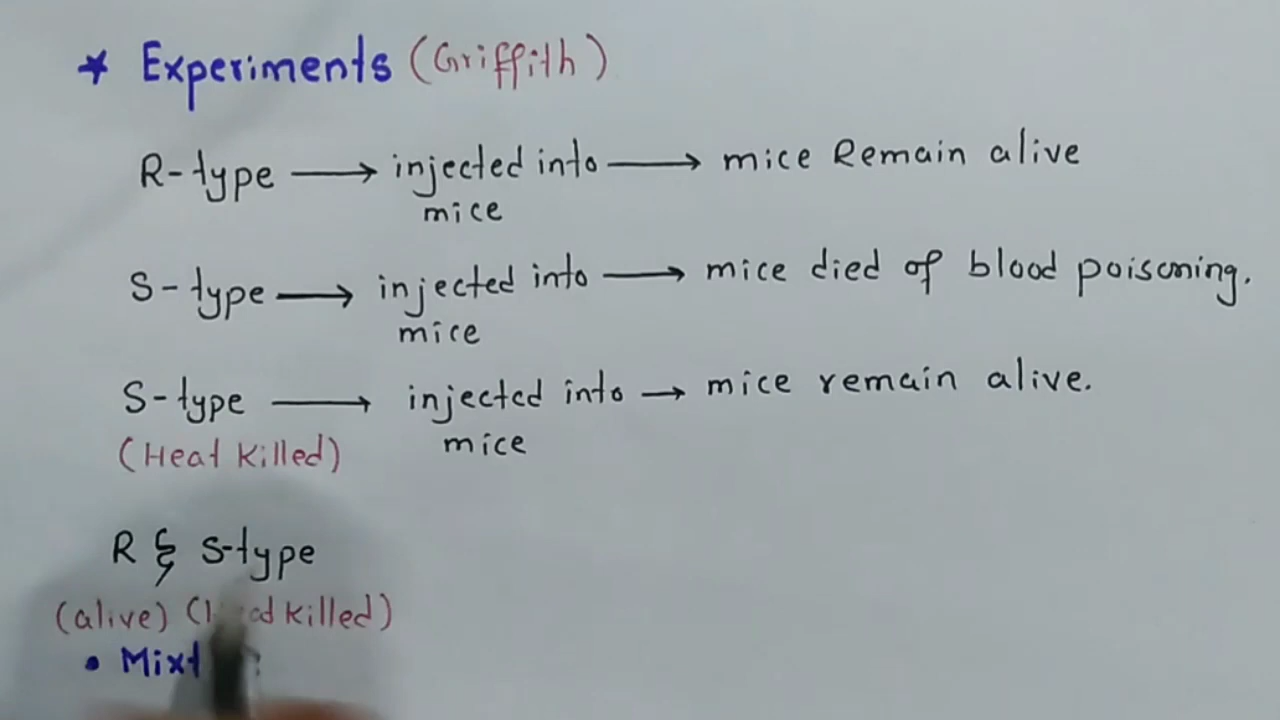 * Experiments (Griffith)
R-type → injected into → mice Remain alive
mice
S-type → injected into → mice died of blood poisoning.
mice
S-type → injected into → mice remain alive.
(Heat killed) mice
R & S-type
(alive) killed)
•